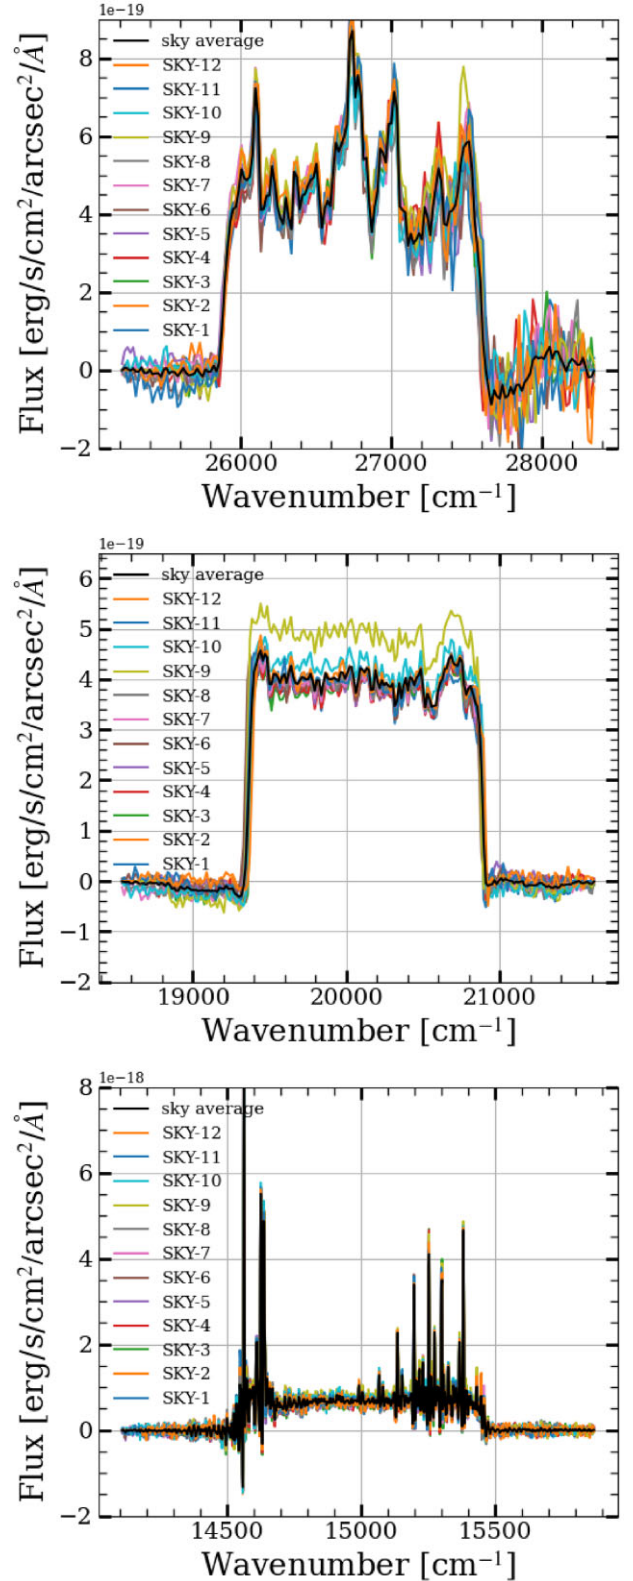 1e−19
8
6
4
2
0
−2
sky average
SKY-12
SKY-11
SKY-10
SKY-9
SKY-8
SKY-7
SKY-6
SKY-5
SKY-4
SKY-3
SKY-2
SKY-1
26000 27000 28000
Wavenumber [cm⁻¹]
Flux [erg/s/cm²/arcsec²/Å]
1e−19
6
5
4
3
2
1
0
−1
−2
sky average
SKY-12
SKY-11
SKY-10
SKY-9
SKY-8
SKY-7
SKY-6
SKY-5
SKY-4
SKY-3
SKY-2
SKY-1
19000 20000 21000
Wavenumber [cm⁻¹]
Flux [erg/s/cm²/arcsec²/Å]
1e−18
8
6
4
2
0
−2
sky average
SKY-12
SKY-11
SKY-10
SKY-9
SKY-8
SKY-7
SKY-6
SKY-5
SKY-4
SKY-3
SKY-2
SKY-1
14500 15000 15500
Wavenumber [cm⁻¹]
Flux [erg/s/cm²/arcsec²/Å]